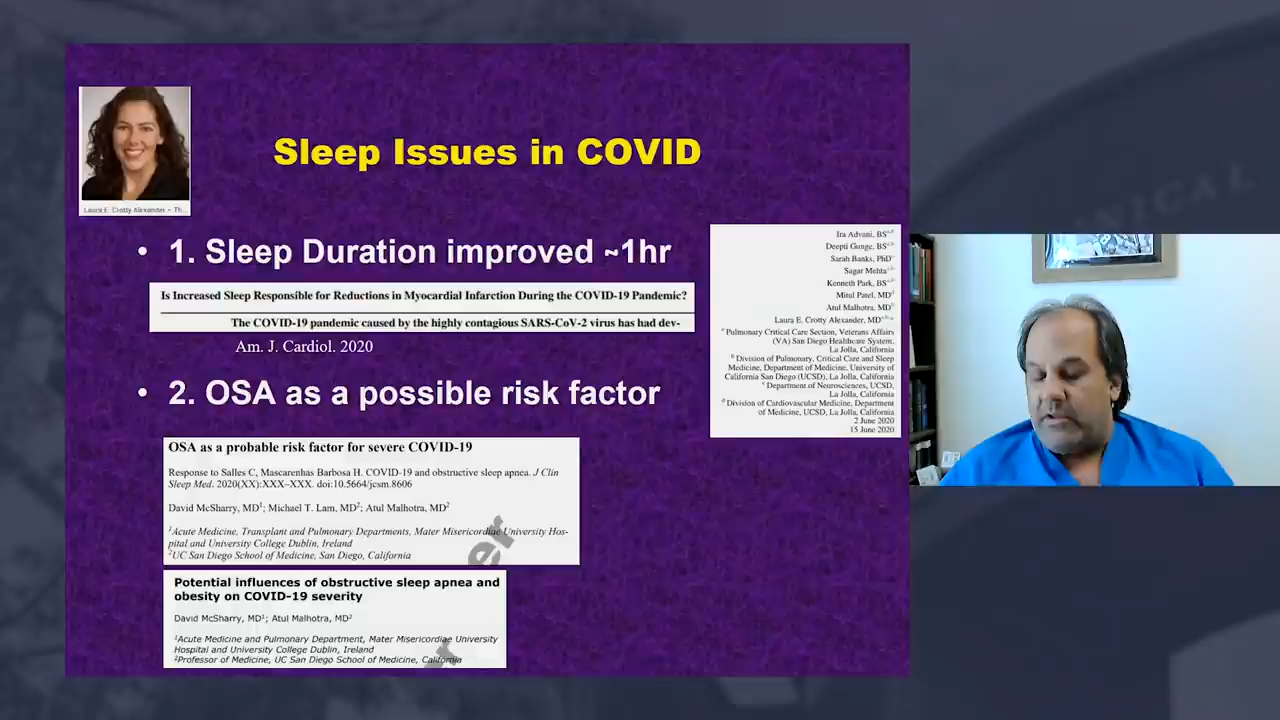 Laura E. Crotty Alexander – Th...
Sleep Issues in COVID
• 1. Sleep Duration improved ~1hr
Is Increased Sleep Responsible for Reductions in Myocardial Infarction During the COVID-19 Pandemic?
The COVID-19 pandemic caused by the highly contagious SARS-CoV-2 virus has had dev-
Am. J. Cardiol. 2020
• 2. OSA as a possible risk factor
OSA as a probable risk factor for severe COVID-19
Response to Salles C, Mascarenhas Barbosa H. COVID-19 and obstructive sleep apnea. J Clin
Sleep Med. 2020(XX):XXX–XXX. doi:10.5664/jcsm.8606
David McSharry, MD1; Michael T. Lam, MD2; Atul Malhotra, MD2
1Acute Medicine, Transplant and Pulmonary Departments, Mater Misericordiae University Hos-
pital and University College Dublin, Ireland
2UC San Diego School of Medicine, San Diego, California
Potential influences of obstructive sleep apnea and
obesity on COVID-19 severity
David McSharry, MD1; Atul Malhotra, MD2
1Acute Medicine and Pulmonary Department, Mater Misericordiae University
Hospital and University College Dublin, Ireland
2Professor of Medicine, UC San Diego School of Medicine, California
Ira Advani, BS
Deepti Gunge, BS
Sarah Banks, PhD
Sagar Mehta
Kenneth Park, BS
Mitul Patel, MD
Atul Malhotra, MD
Laura E. Crotty Alexander, MD
a Pulmonary Critical Care Section, Veterans Affairs
(VA) San Diego Healthcare System,
La Jolla, California
b Division of Pulmonary, Critical Care and Sleep
Medicine, Department of Medicine, University of
California San Diego (UCSD), La Jolla, California
c Department of Neurosciences, UCSD,
La Jolla, California
d Division of Cardiovascular Medicine, Department
of Medicine, UCSD, La Jolla, California
2 June 2020
15 June 2020
NICAL